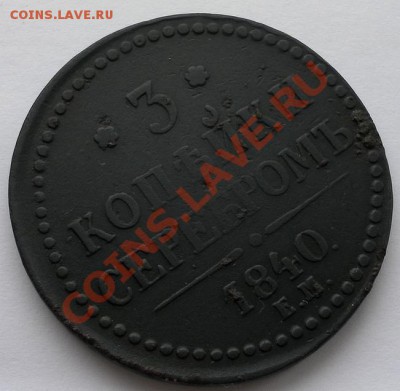 COINS.LAVE.RU
3
КОПѢЙКИ
СЕРЕБРОМЪ
1840.
Е.М.
COINS.LAVE.RU